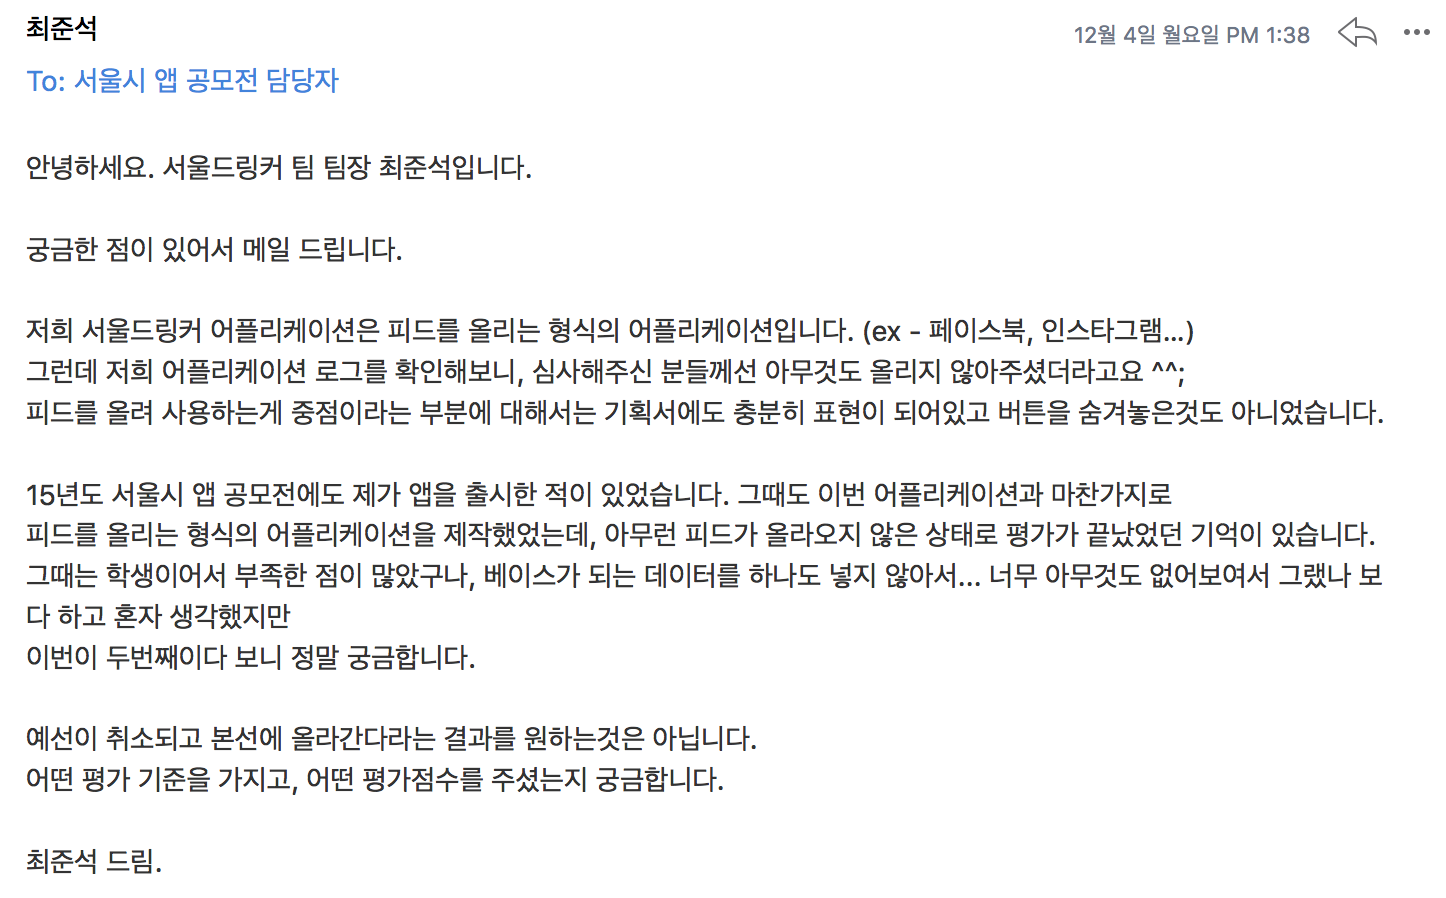 최준석
12월 4일 월요일 PM 1:38
To: 서울시 앱 공모전 담당자
안녕하세요. 서울드링커 팀 팀장 최준석입니다.
궁금한 점이 있어서 메일 드립니다.
저희 서울드링커 어플리케이션은 피드를 올리는 형식의 어플리케이션입니다. (ex - 페이스북, 인스타그램...)
그런데 저희 어플리케이션 로그를 확인해보니, 심사해주신 분들께선 아무것도 올리지 않아주셨더라고요 ^^;
피드를 올려 사용하는게 중점이라는 부분에 대해서는 기획서에도 충분히 표현이 되어있고 버튼을 숨겨놓은것도 아니었습니다.
15년도 서울시 앱 공모전에도 제가 앱을 출시한 적이 있었습니다. 그때도 이번 어플리케이션과 마찬가지로
피드를 올리는 형식의 어플리케이션을 제작했었는데, 아무런 피드가 올라오지 않은 상태로 평가가 끝났었던 기억이 있습니다.
그때는 학생이어서 부족한 점이 많았구나, 베이스가 되는 데이터를 하나도 넣지 않아서... 너무 아무것도 없어보여서 그랬나 보
다 하고 혼자 생각했지만
이번이 두번째이다 보니 정말 궁금합니다.
예선이 취소되고 본선에 올라간다라는 결과를 원하는것은 아닙니다.
어떤 평가 기준을 가지고, 어떤 평가점수를 주셨는지 궁금합니다.
최준석 드림.